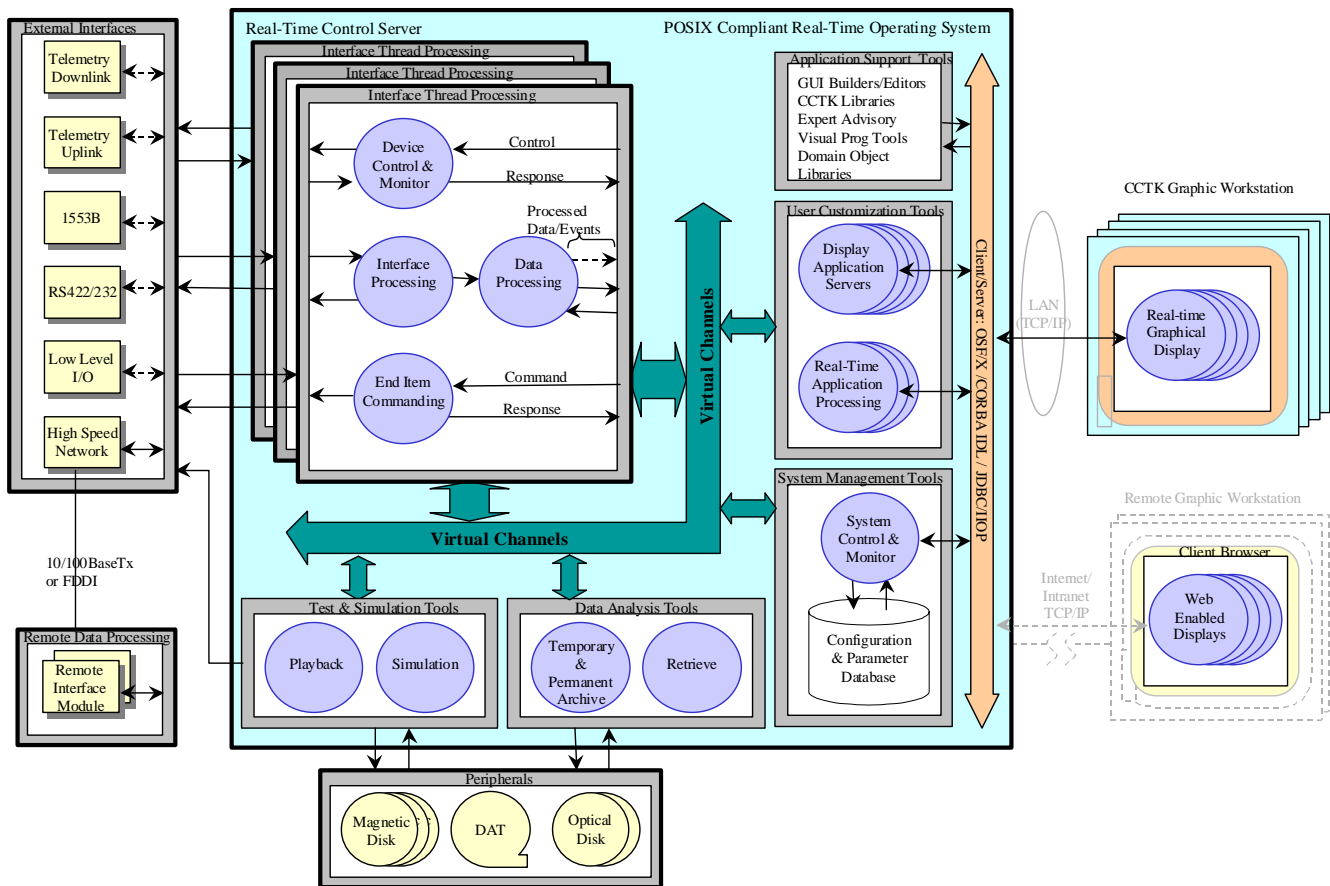 External Interfaces
Telemetry
Downlink
Telemetry
Uplink
1553B
RS422/232
Low Level
I/O
High Speed
Network
10/100BaseTx
or FDDI
Remote Data Processing
Remote
Interface
Module
Real-Time Control Server
POSIX Compliant Real-Time Operating System
Interface Thread Processing
Interface Thread Processing
Interface Thread Processing
Device
Control &
Monitor
Control
Response
Processed
Data/Events
Interface
Processing
Data
Processing
End Item
Commanding
Command
Response
Virtual Channels
Virtual Channels
Test & Simulation Tools
Playback
Simulation
Data Analysis Tools
Temporary
&
Permanent
Archive
Retrieve
Application Support Tools
GUI Builders/Editors
CCTK Libraries
Expert Advisory
Visual Prog Tools
Domain Object
Libraries
User Customization Tools
Display
Application
Servers
Real-Time
Application
Processing
System Management Tools
System
Control &
Monitor
Configuration
& Parameter
Database
Client/Server: OSF/X /CORBA IDL / JDBC/IIOP
LAN
(TCP/IP)
CCTK Graphic Workstation
Real-time
Graphical
Display
Remote Graphic Workstation
Client Browser
Internet/
Intranet
TCP/IP
Web
Enabled
Displays
Peripherals
Magnetic
Disk
DAT
Optical
Disk